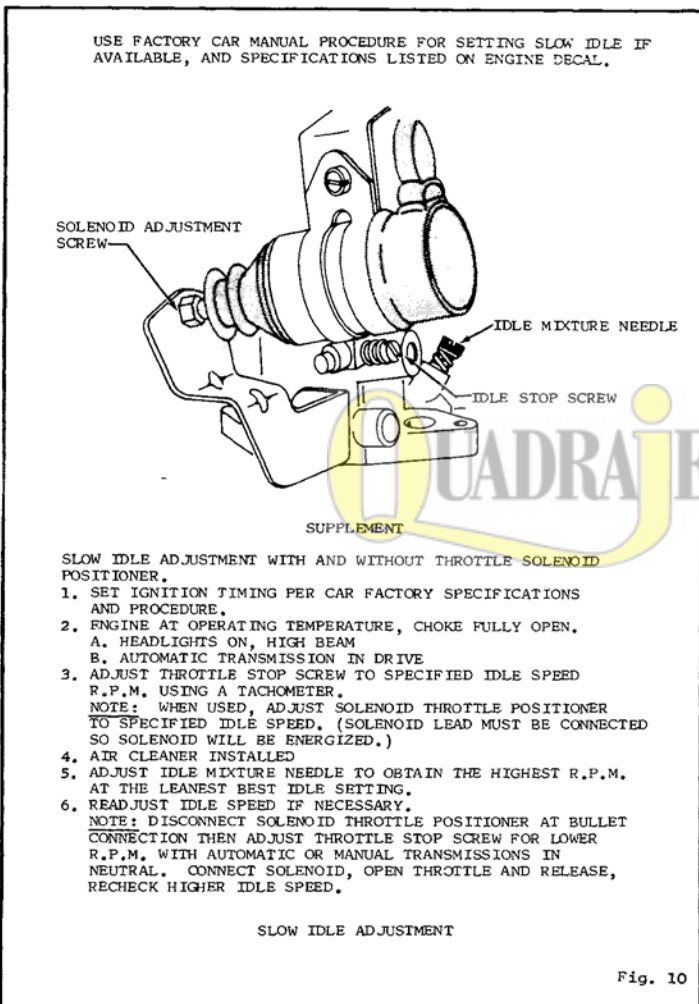 USE FACTORY CAR MANUAL PROCEDURE FOR SETTING SLOW IDLE IF
AVAILABLE, AND SPECIFICATIONS LISTED ON ENGINE DECAL.
SOLENOID ADJUSTMENT
SCREW
IDLE MIXTURE NEEDLE
IDLE STOP SCREW
QUADRAJE
SUPPLEMENT
SLOW IDLE ADJUSTMENT WITH AND WITHOUT THROTTLE SOLENOID
POSITIONER.
1. SET IGNITION TIMING PER CAR FACTORY SPECIFICATIONS
AND PROCEDURE.
2. ENGINE AT OPERATING TEMPERATURE, CHOKE FULLY OPEN.
A. HEADLIGHTS ON, HIGH BEAM
B. AUTOMATIC TRANSMISSION IN DRIVE
3. ADJUST THROTTLE STOP SCREW TO SPECIFIED IDLE SPEED
R.P.M. USING A TACHOMETER.
NOTE: WHEN USED, ADJUST SOLENOID THROTTLE POSITIONER
TO SPECIFIED IDLE SPEED. (SOLENOID LEAD MUST BE CONNECTED
SO SOLENOID WILL BE ENERGIZED.)
4. AIR CLEANER INSTALLED
5. ADJUST IDLE MIXTURE NEEDLE TO OBTAIN THE HIGHEST R.P.M.
AT THE LEANEST BEST IDLE SETTING.
6. READJUST IDLE SPEED IF NECESSARY.
NOTE: DISCONNECT SOLENOID THROTTLE POSITIONER AT BULLET
CONNECTION THEN ADJUST THROTTLE STOP SCREW FOR LOWER
R.P.M. WITH AUTOMATIC OR MANUAL TRANSMISSIONS IN
NEUTRAL. CONNECT SOLENOID, OPEN THROTTLE AND RELEASE,
RECHECK HIGHER IDLE SPEED.
SLOW IDLE ADJUSTMENT
Fig. 10